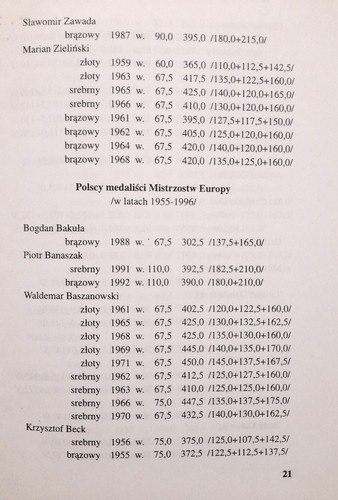 Sławomir Zawada
brązowy 1987 w. 90,0 395,0 /180,0+215,0/
Marian Zieliński
złoty 1959 w. 60,0 365,0 /110,0+112,5+142,5/
złoty 1963 w. 67,5 417,5 /135,0+122,5+160,0/
srebrny 1965 w. 67,5 425,0 /140,0+120,0+165,0/
srebrny 1966 w. 67,5 410,0 /130,0+120,0+160,0/
brązowy 1961 w. 67,5 395,0 /127,5+117,5+150,0/
brązowy 1962 w. 67,5 405,0 /125,0+120,0+160,0/
brązowy 1964 w. 67,5 420,0 /140,0+120,0+160,0/
brązowy 1968 w. 67,5 420,0 /135,0+125,0+160,0/
Polscy medaliści Mistrzostw Europy
/w latach 1955-1996/
Bogdan Bakuła
brązowy 1988 w. 67,5 302,5 /137,5+165,0/
Piotr Banaszak
srebrny 1991 w. 110,0 392,5 /182,5+210,0/
brązowy 1992 w. 110,0 390,0 /180,0+210,0/
Waldemar Baszanowski
złoty 1961 w. 67,5 402,5 /120,0+122,5+160,0/
złoty 1965 w. 67,5 425,0 /130,0+132,5+162,5/
złoty 1968 w. 67,5 425,0 /135,0+130,0+160,0/
złoty 1969 w. 67,5 445,0 /140,0+135,0+170,0/
złoty 1971 w. 67,5 450,0 /145,0+137,5+167,5/
srebrny 1962 w. 67,5 412,5 /125,0+127,5+160,0/
srebrny 1963 w. 67,5 410,0 /125,0+125,0+160,0/
srebrny 1966 w. 75,0 447,5 /135,0+137,5+175,0/
srebrny 1970 w. 67,5 432,5 /140,0+130,0+162,5/
Krzysztof Beck
srebrny 1956 w. 75,0 375,0 /125,0+107,5+142,5/
brązowy 1955 w. 75,0 372,5 /122,5+112,5+137,5/
21